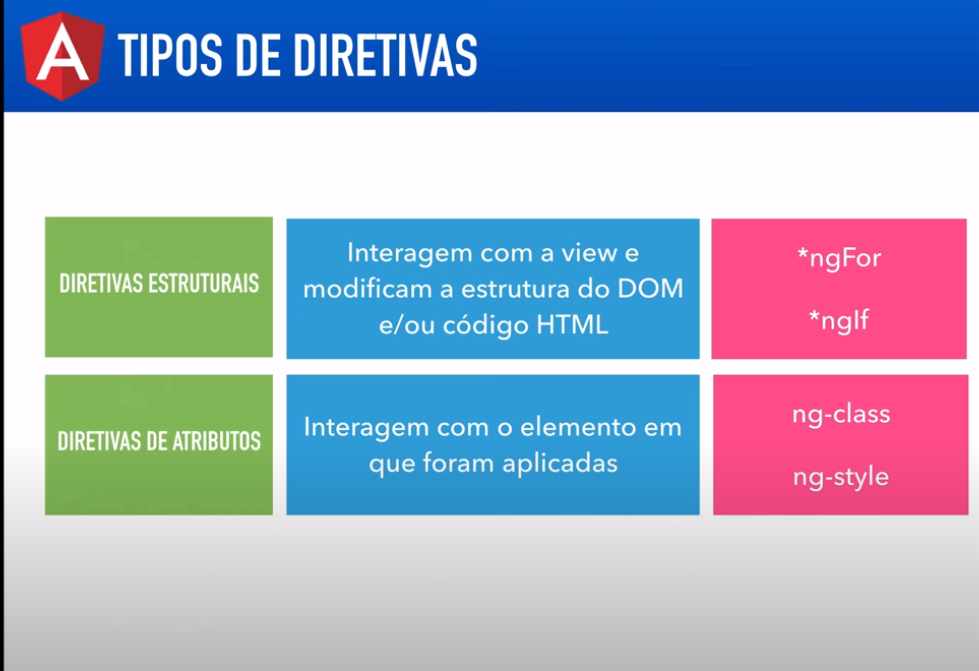 A
TIPOS DE DIRETIVAS
DIRETIVAS ESTRUTURAIS
Interagem com a view e
modificam a estrutura do DOM
e/ou código HTML
*ngFor
*ngIf
DIRETIVAS DE ATRIBUTOS
Interagem com o elemento em
que foram aplicadas
ng-class
ng-style